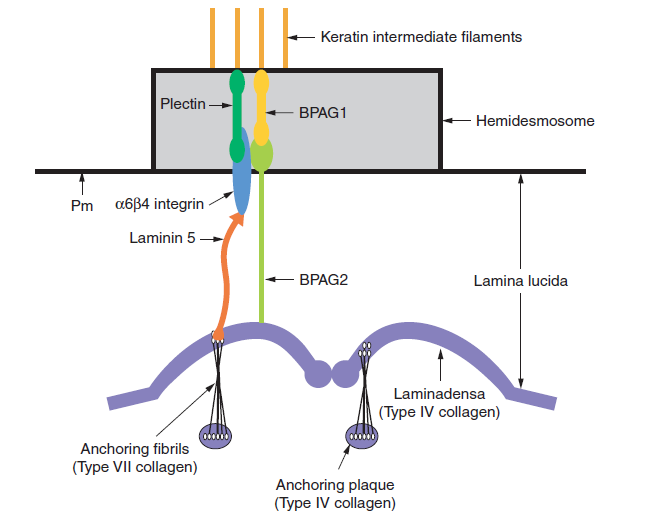 Keratin intermediate filaments
Plectin
BPAG1
Hemidesmosome
Pm
α6β4 integrin
Laminin 5
BPAG2
Lamina lucida
Laminadensa
(Type IV collagen)
Anchoring fibrils
(Type VII collagen)
Anchoring plaque
(Type IV collagen)